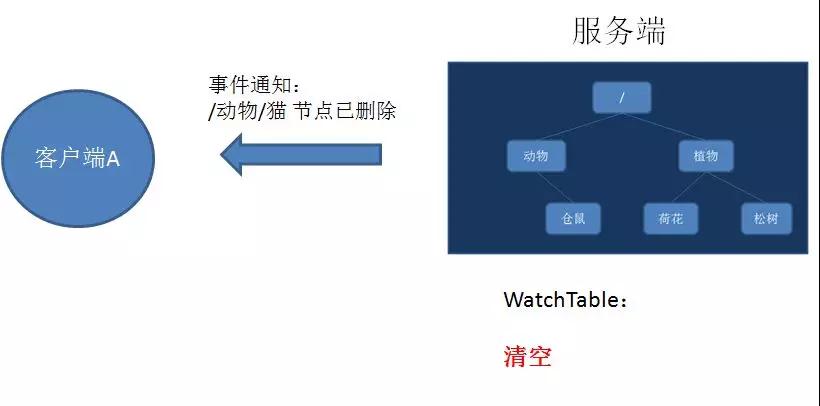 服务端
事件通知：
/动物/猫 节点已删除
客户端A
/
动物
植物
仓鼠
荷花
松树
WatchTable：
清空